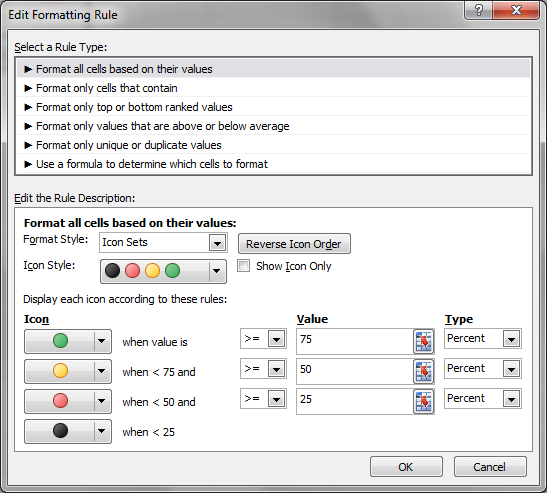 Edit Formatting Rule
?
Select a Rule Type:
► Format all cells based on their values
► Format only cells that contain
► Format only top or bottom ranked values
► Format only values that are above or below average
► Format only unique or duplicate values
► Use a formula to determine which cells to format
Edit the Rule Description:
Format all cells based on their values:
Format Style: Icon Sets Reverse Icon Order
Icon Style: Show Icon Only
Display each icon according to these rules:
Icon Value Type
when value is >= 75 Percent
when < 75 and >= 50 Percent
when < 50 and >= 25 Percent
when < 25
OK Cancel